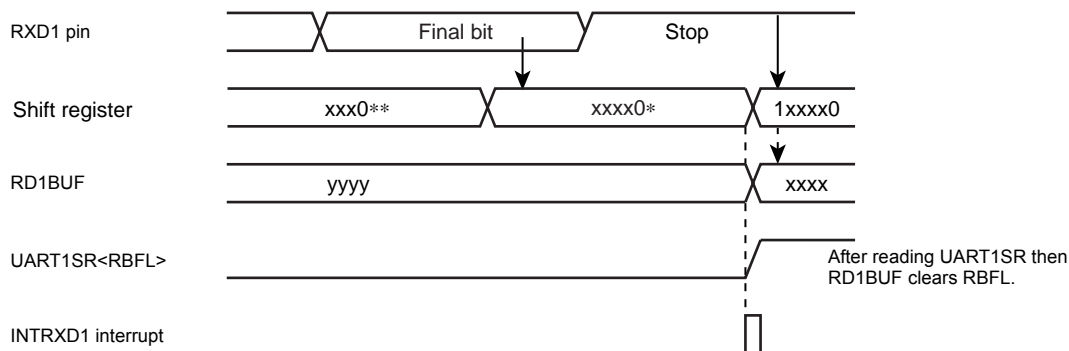 RXD1 pin Final bit Stop
Shift register xxx0** xxxx0* 1xxxx0
RD1BUF yyyy xxxx
UART1SR<RBFL> After reading UART1SR then
RD1BUF clears RBFL.
INTRXD1 interrupt